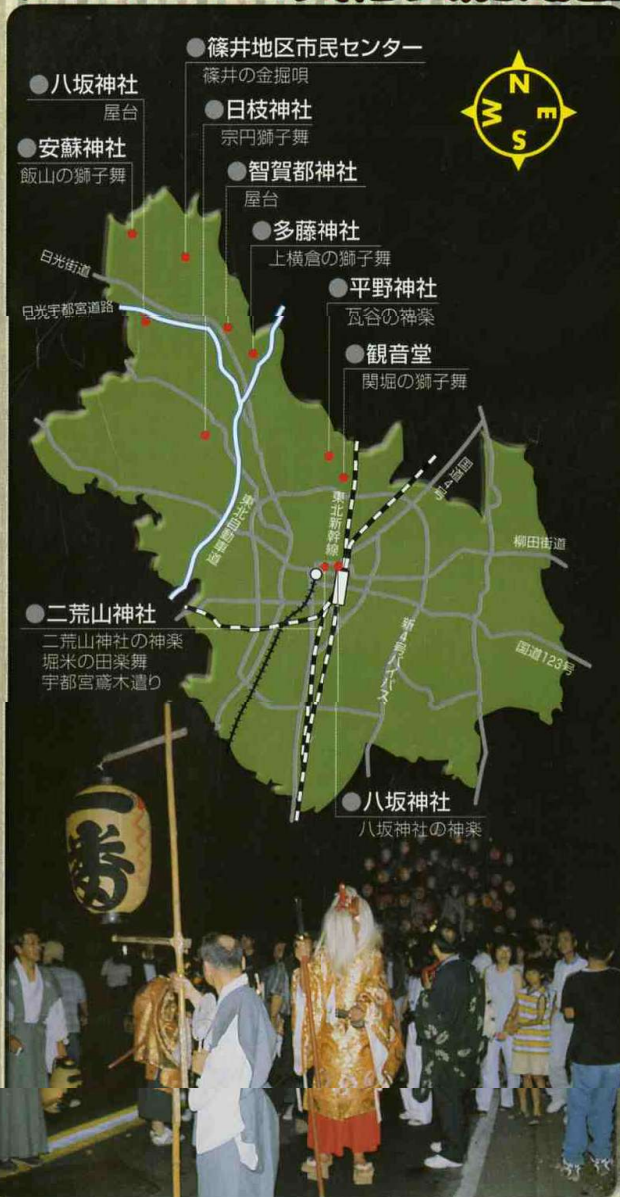 ●篠井地区市民センター
篠井の金掘唄
●八坂神社
屋台
●日枝神社
宗円獅子舞
●安蘇神社
飯山の獅子舞
●智賀都神社
屋台
●多藤神社
上横倉の獅子舞
●平野神社
瓦谷の神楽
●観音堂
関堀の獅子舞
N
E
S
W
日光街道
日光宇都宮道路
東北自動車道
東北新幹線
国道4号
柳田街道
新4号バイパス
国道123号
●二荒山神社
二荒山神社の神楽
堀米の田楽舞
宇都宮鳶木遣り
●八坂神社
八坂神社の神楽
一番